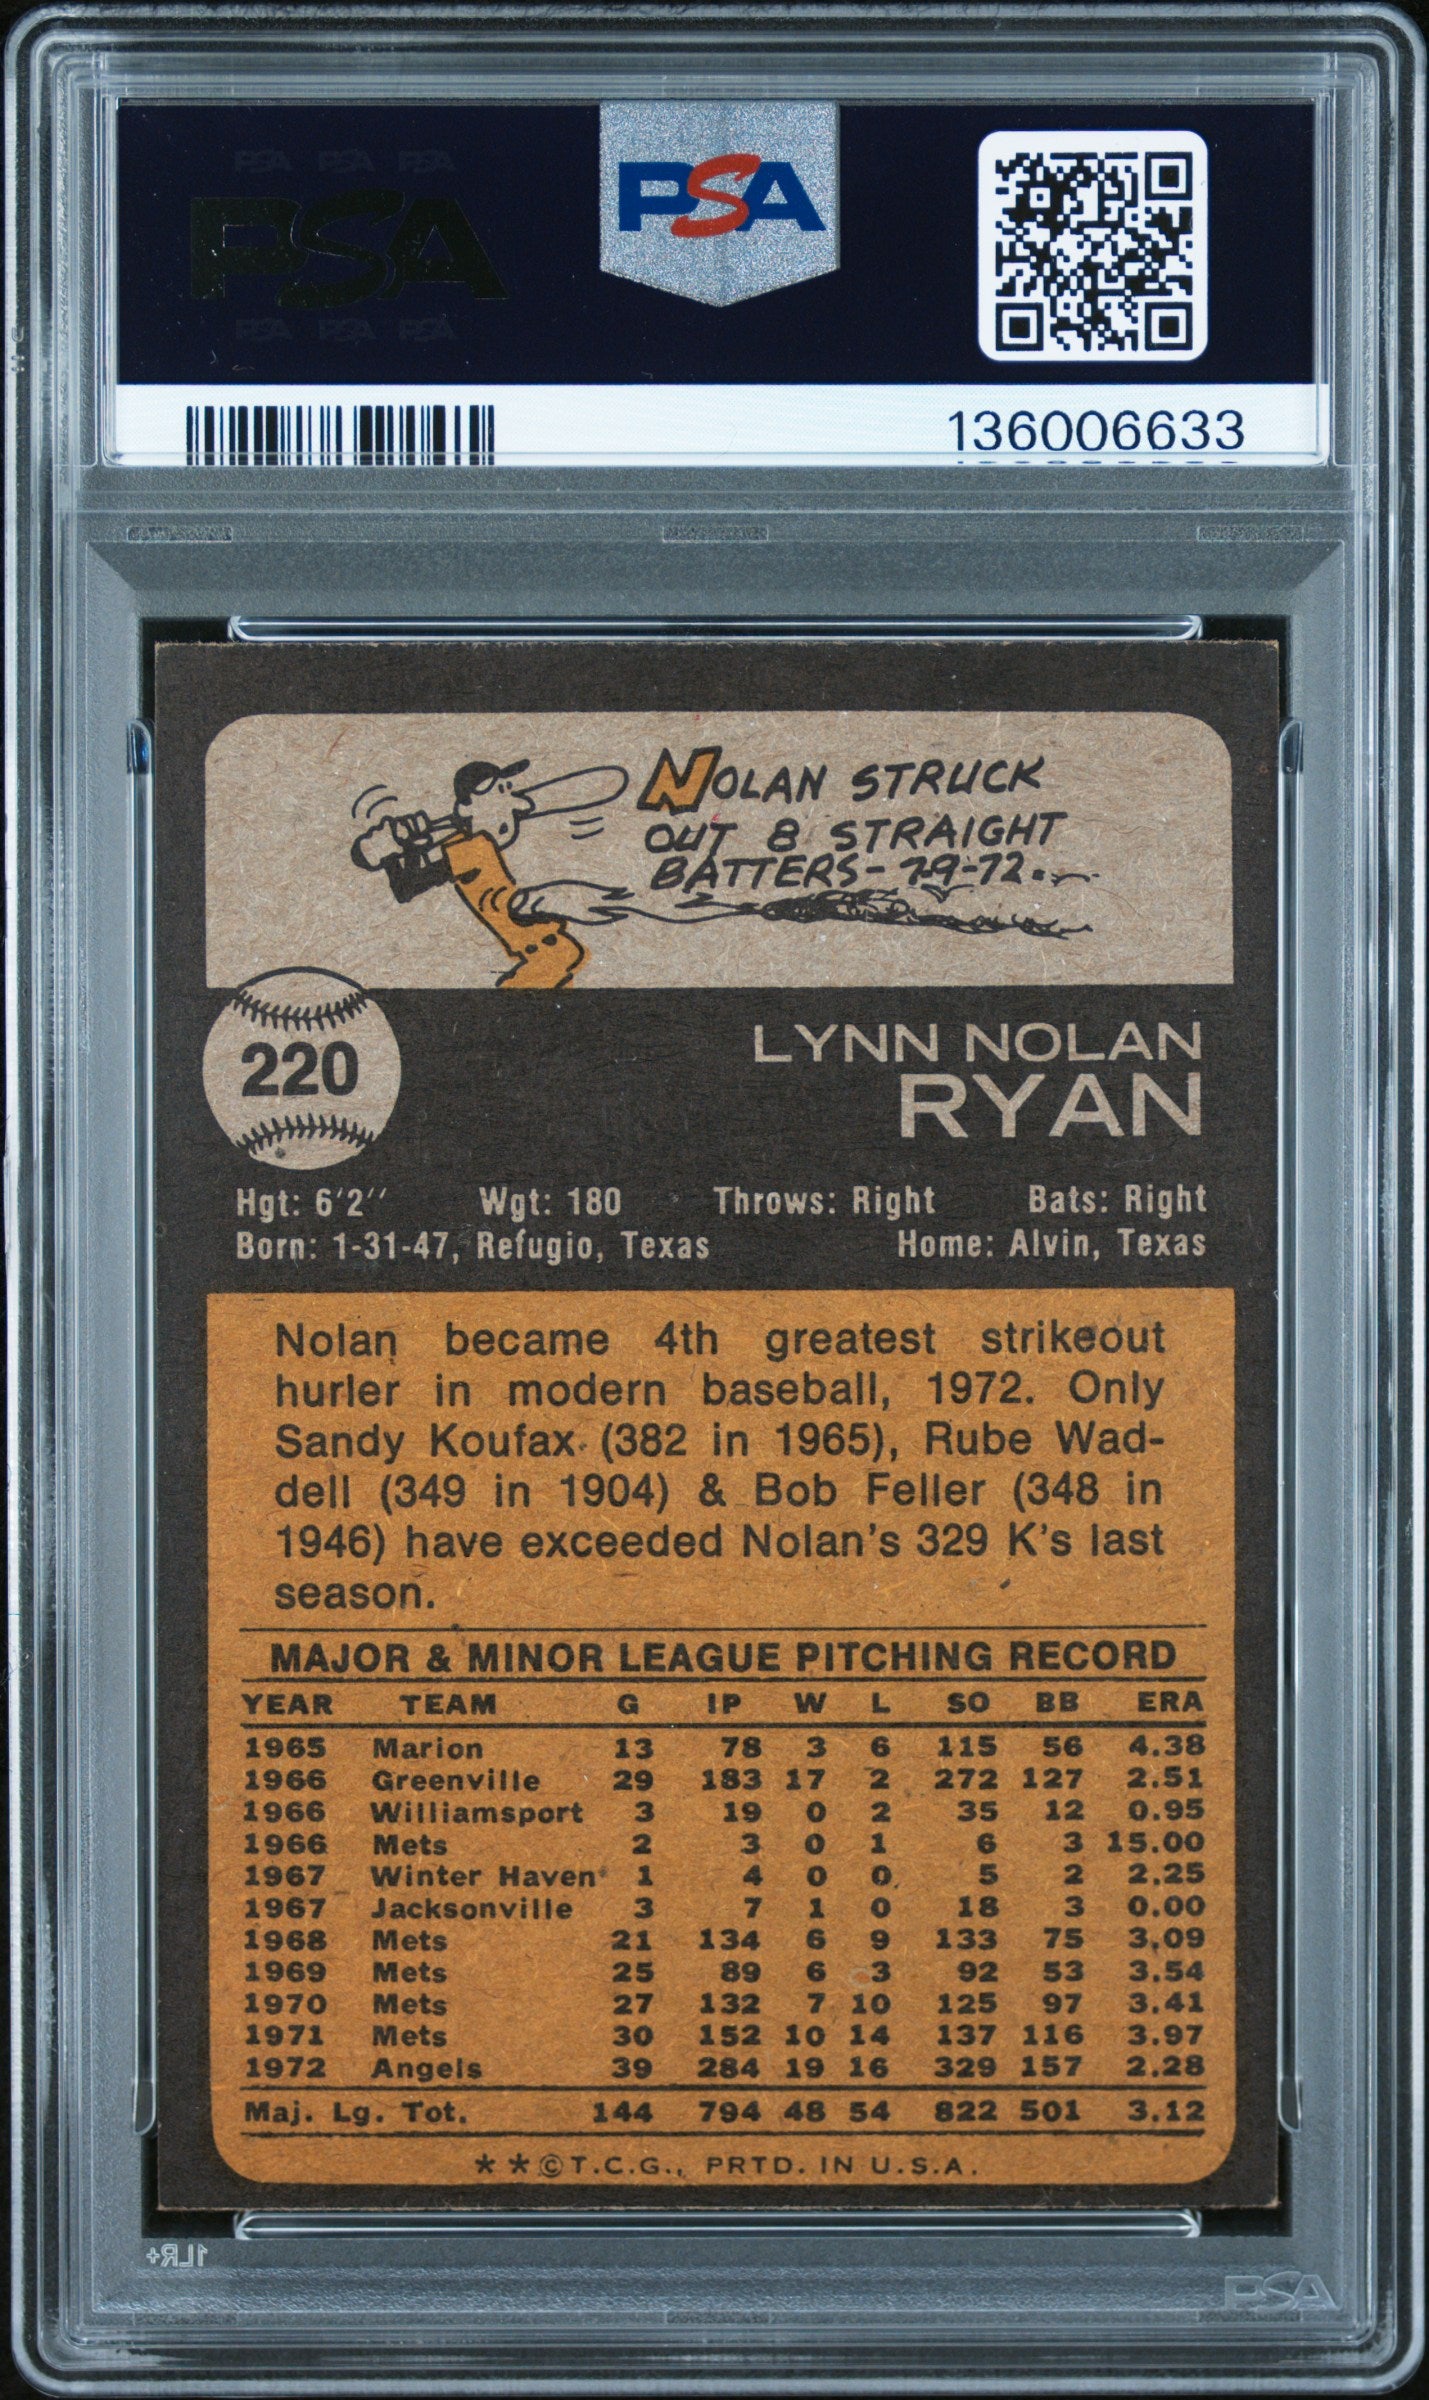 PSA PSA PSA
PSA
PSA PSA PSA
PSA
136006633
NOLAN STRUCK
OUT 8 STRAIGHT
BATTERS-7-9-72.
220
LYNN NOLAN
RYAN
Hgt: 6'2'' Wgt: 180 Throws: Right Bats: Right
Born: 1-31-47, Refugio, Texas Home: Alvin, Texas
Nolan became 4th greatest strikeout
hurler in modern baseball, 1972. Only
Sandy Koufax (382 in 1965), Rube Wad-
dell (349 in 1904) & Bob Feller (348 in
1946) have exceeded Nolan's 329 K's last
season.
MAJOR & MINOR LEAGUE PITCHING RECORD
YEAR TEAM G IP W L SO BB ERA
1965 Marion 13 78 3 6 115 56 4.38
1966 Greenville 29 183 17 2 272 127 2.51
1966 Williamsport 3 19 0 2 35 12 0.95
1966 Mets 2 3 0 1 6 3 15.00
1967 Winter Haven 1 4 0 0 5 2 2.25
1967 Jacksonville 3 7 1 0 18 3 0.00
1968 Mets 21 134 6 9 133 75 3.09
1969 Mets 25 89 6 3 92 53 3.54
1970 Mets 27 132 7 10 125 97 3.41
1971 Mets 30 152 10 14 137 116 3.97
1972 Angels 39 284 19 16 329 157 2.28
Maj. Lg. Tot. 144 794 48 54 822 501 3.12
**©T.C.G., PRTD. IN U.S.A.
1LR+
PSA